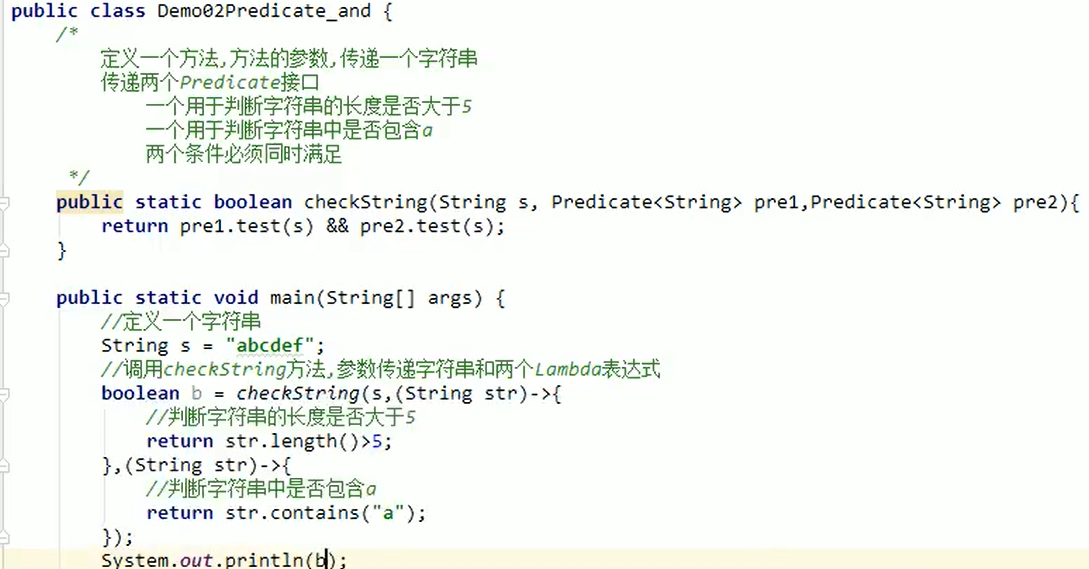 public class Demo02Predicate_and {
/*
定义一个方法,方法的参数,传递一个字符串
传递两个Predicate接口
一个用于判断字符串的长度是否大于5
一个用于判断字符串中是否包含a
两个条件必须同时满足
*/
public static boolean checkString(String s, Predicate<String> pre1,Predicate<String> pre2){
return pre1.test(s) && pre2.test(s);
}
public static void main(String[] args) {
//定义一个字符串
String s = "abcdef";
//调用checkString方法,参数传递字符串和两个Lambda表达式
boolean b = checkString(s,(String str)->{
//判断字符串的长度是否大于5
return str.length()>5;
},(String str)->{
//判断字符串中是否包含a
return str.contains("a");
});
System.out.println(b);